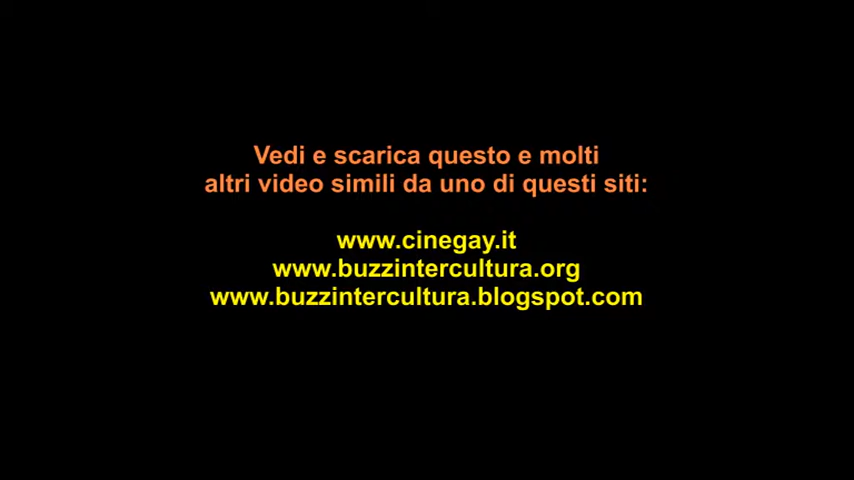 Vedi e scarica questo e molti
altri video simili da uno di questi siti:
www.cinegay.it
www.buzzintercultura.org
www.buzzintercultura.blogspot.com